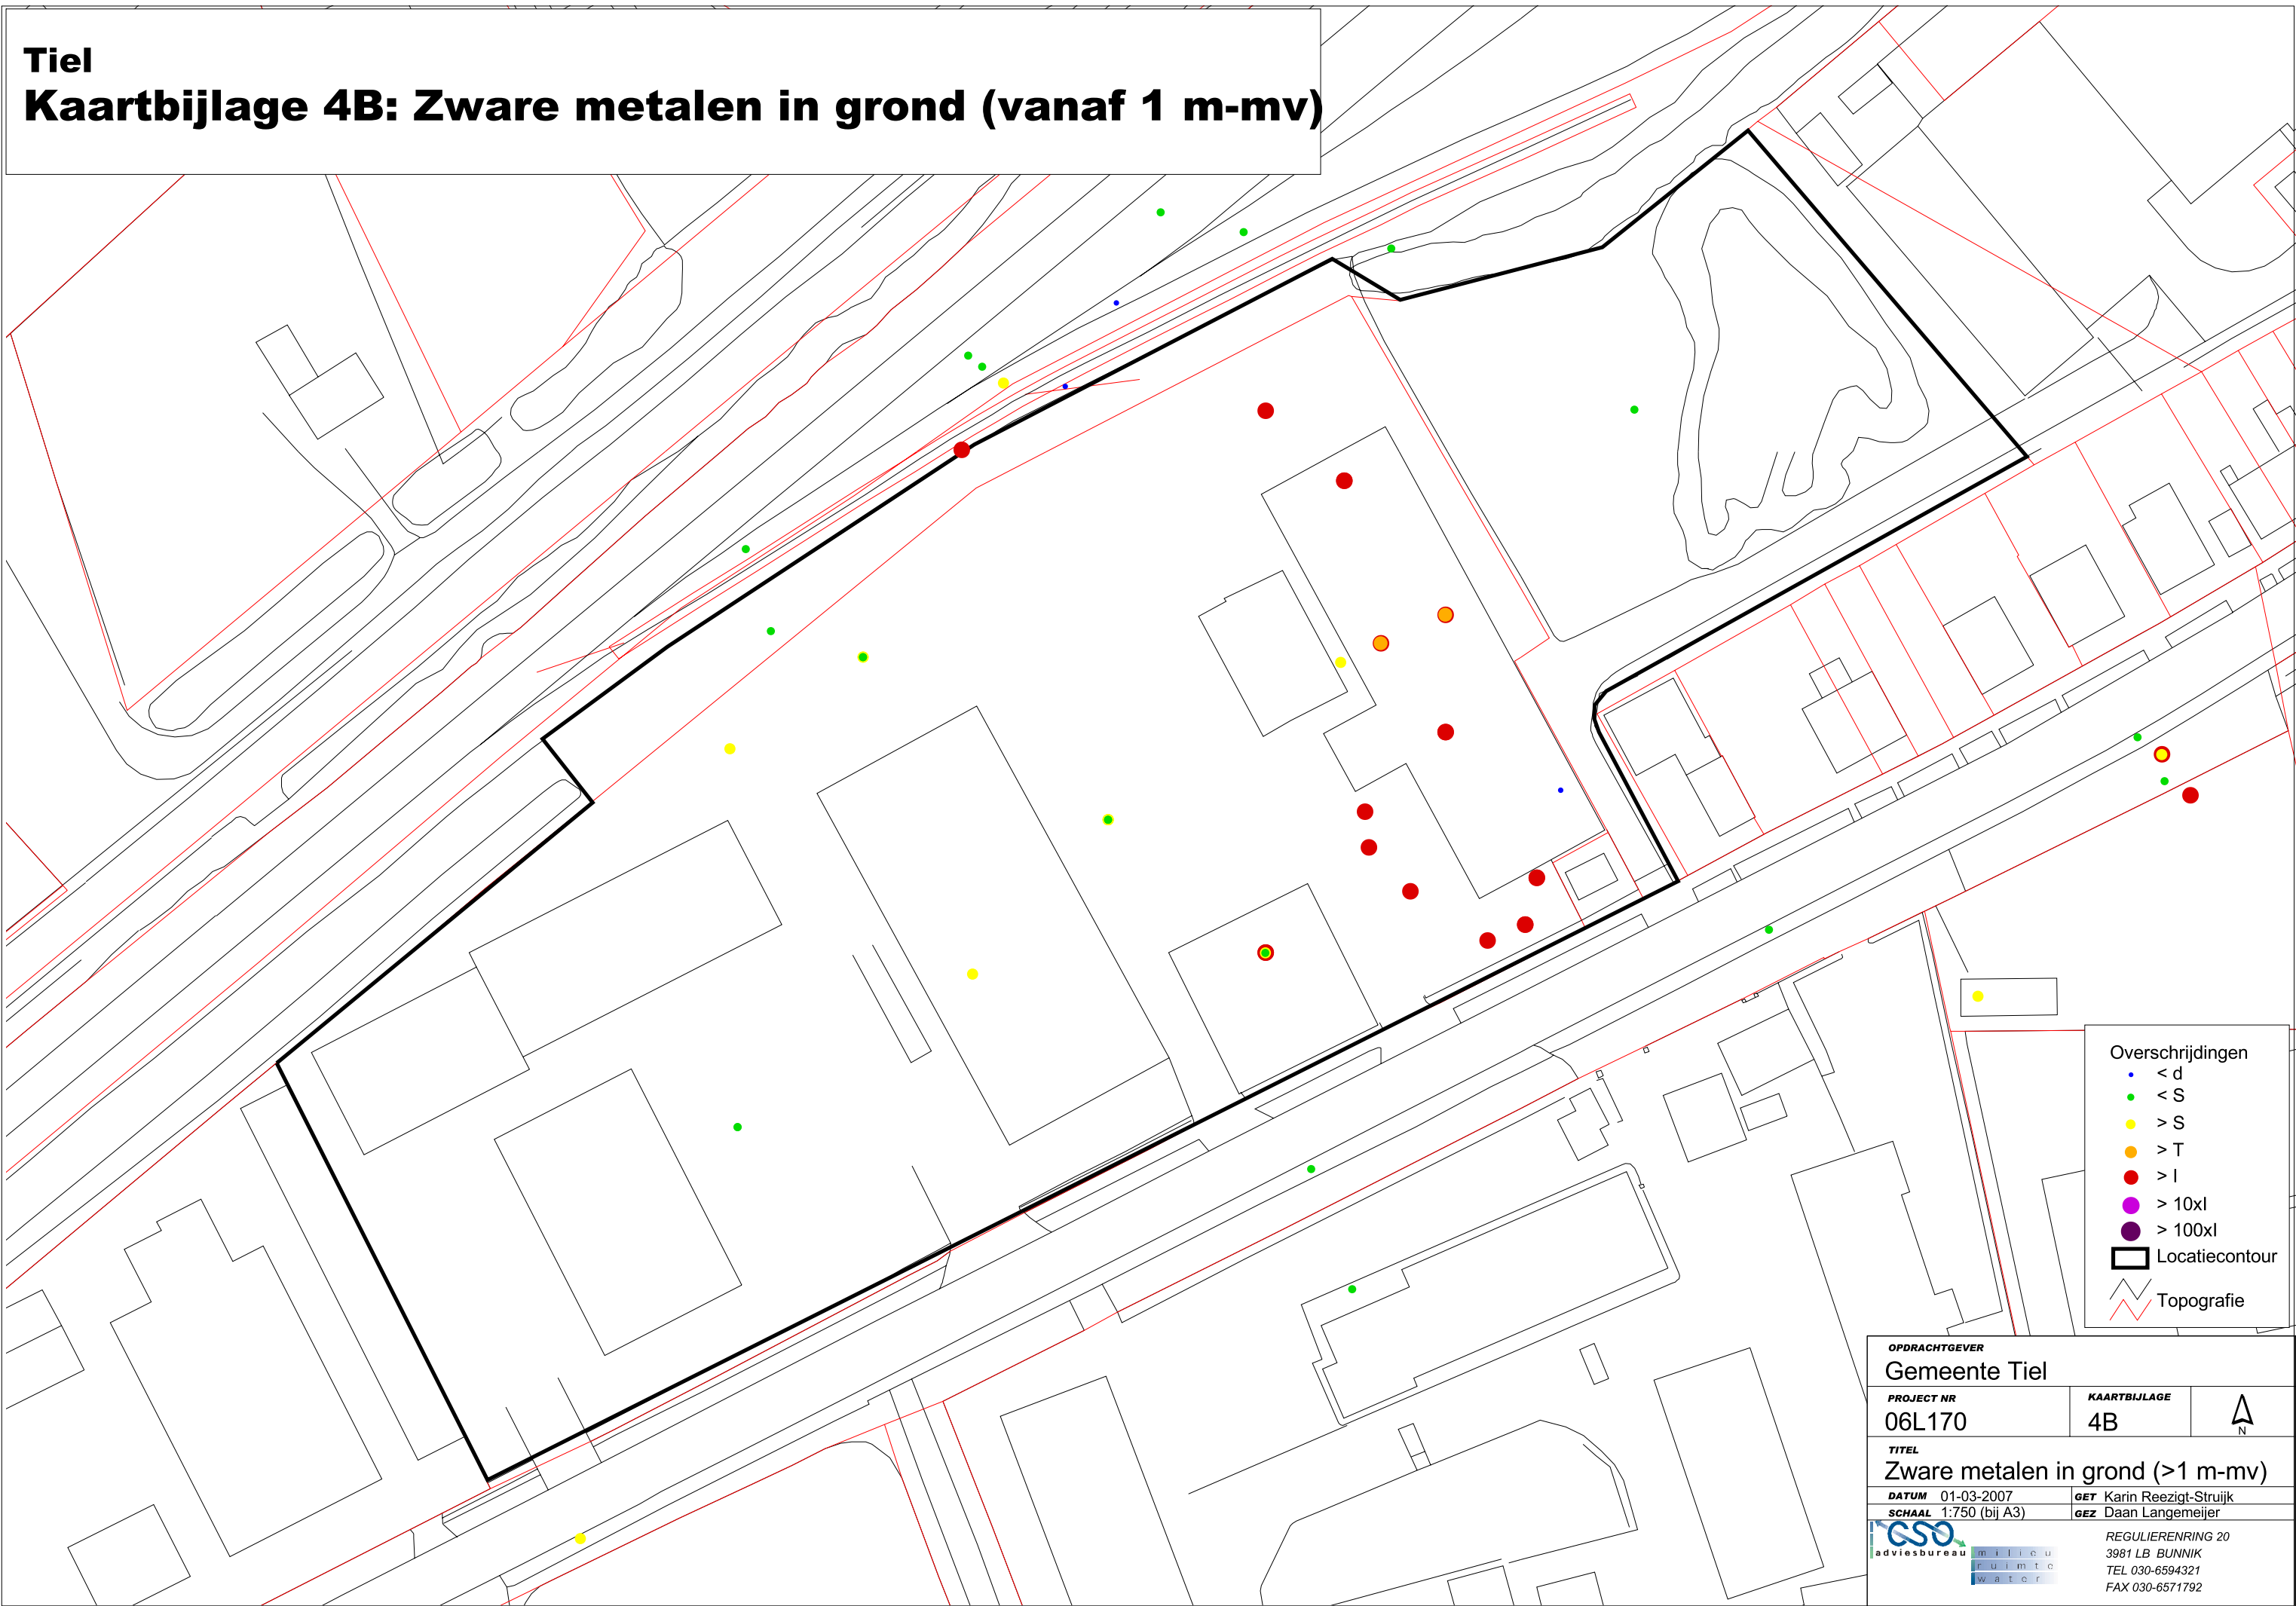 Tiel
Kaartbijlage 4B: Zware metalen in grond (vanaf 1 m-mv)
Overschrijdingen
< d
< S
> S
> T
> I
> 10xI
> 100xI
Locatiecontour
Topografie
OPDRACHTGEVER
Gemeente Tiel
PROJECT NR
06L170
KAARTBIJLAGE
4B
N
TITEL
Zware metalen in grond (>1 m-mv)
DATUM 01-03-2007
GET Karin Reezigt-Struijk
SCHAAL 1:750 (bij A3)
GEZ Daan Langemeijer
CSO
adviesbureau
milieu
ruimte
water
REGULIERENRING 20
3981 LB BUNNIK
TEL 030-6594321
FAX 030-6571792